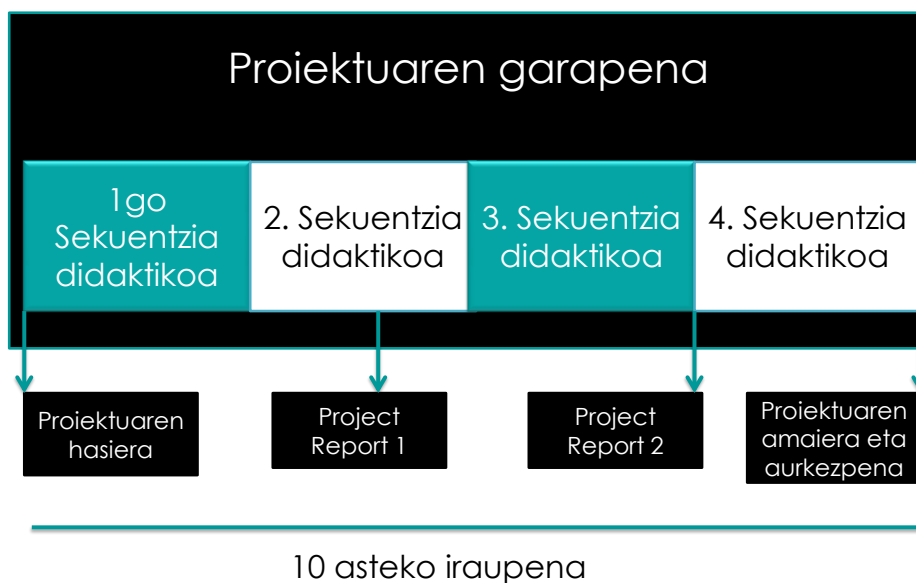 Proiektuaren garapena
1go
Sekuentzia
didaktikoa
2. Sekuentzia
didaktikoa
3. Sekuentzia
didaktikoa
4. Sekuentzia
didaktikoa
Proiektuaren
hasiera
Project
Report 1
Project
Report 2
Proiektuaren
amaiera eta
aurkezpena
10 asteko iraupena